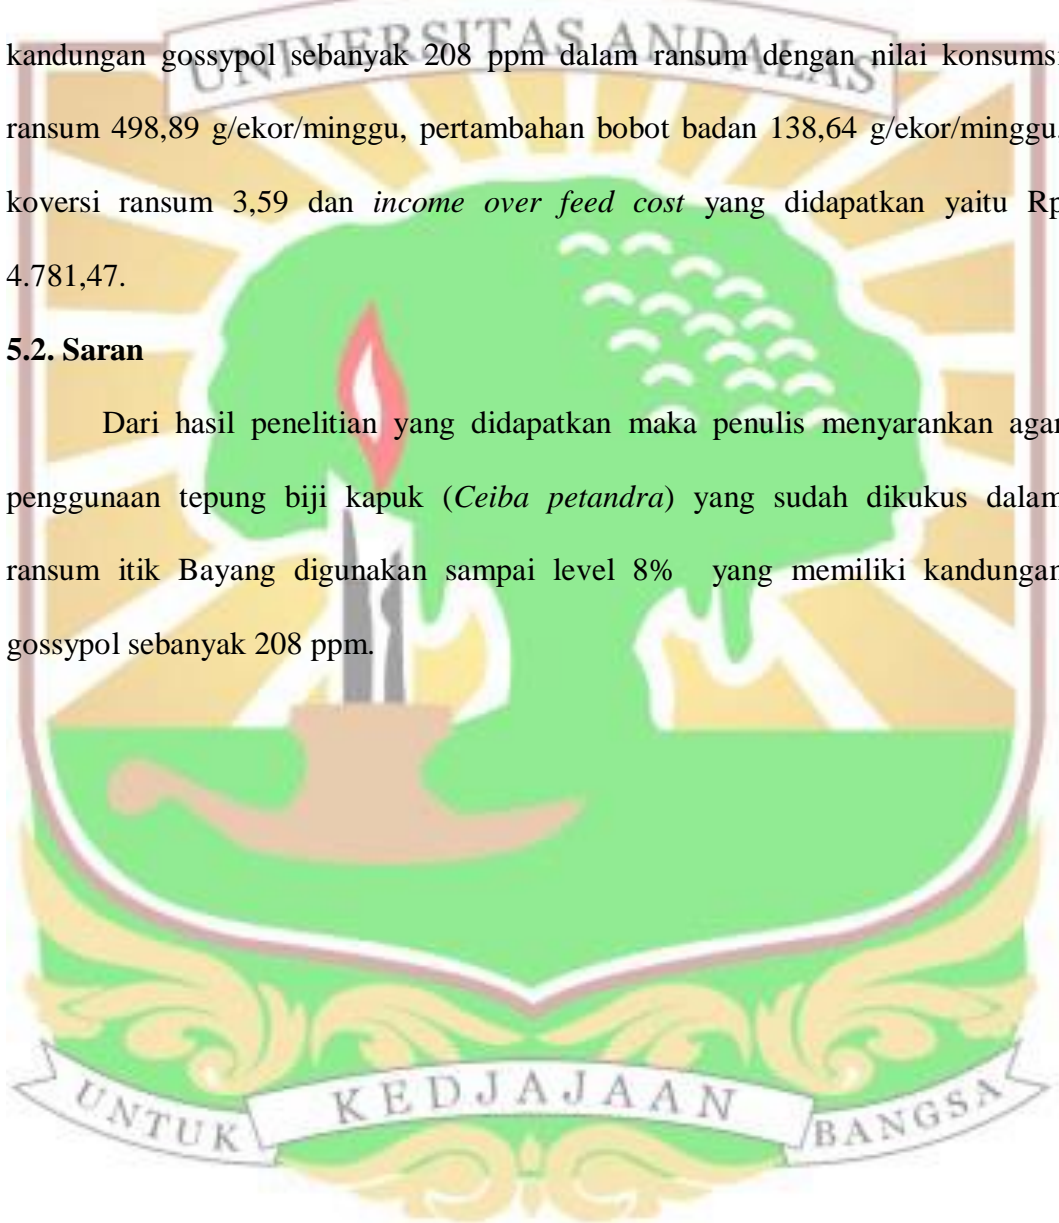 UNIVERSITAS ANDALAS
kandungan gossypol sebanyak 208 ppm dalam ransum dengan nilai konsumsi
ransum 498,89 g/ekor/minggu, pertambahan bobot badan 138,64 g/ekor/minggu,
koversi ransum 3,59 dan income over feed cost yang didapatkan yaitu Rp
4.781,47.
5.2. Saran
Dari hasil penelitian yang didapatkan maka penulis menyarankan agar
penggunaan tepung biji kapuk (Ceiba petandra) yang sudah dikukus dalam
ransum itik Bayang digunakan sampai level 8% yang memiliki kandungan
gossypol sebanyak 208 ppm.
UNTUK KEDJAJAAN BANGSA